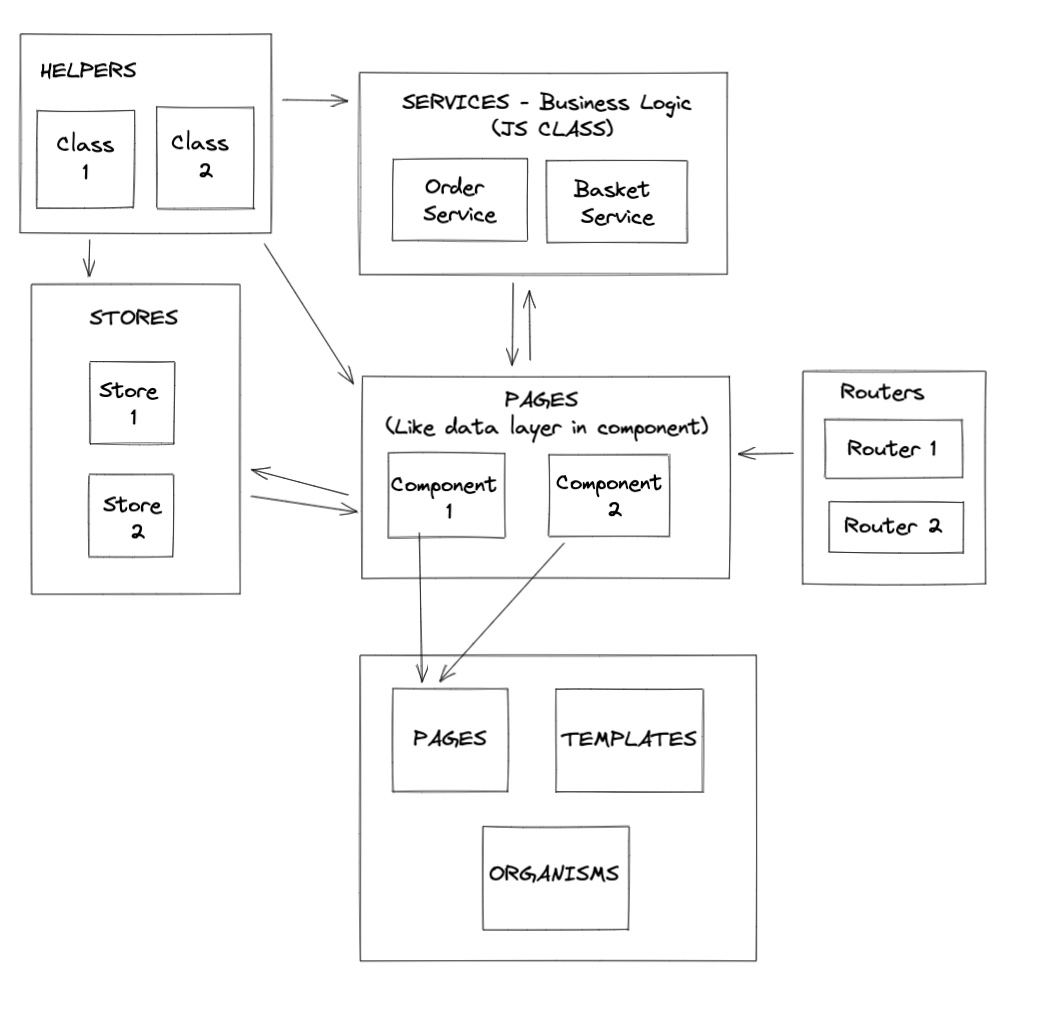 HELPERS
Class
1
Class
2
SERVICES - Business Logic
(JS CLASS)
Order
Service
Basket
Service
STORES
Store
1
Store
2
PAGES
(Like data layer in component)
Component
1
Component
2
Routers
Router 1
Router 2
PAGES
TEMPLATES
ORGANISMS